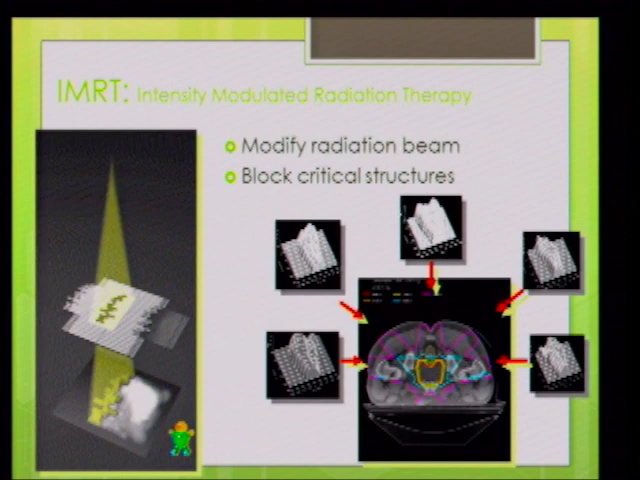 IMRT: Intensity Modulated Radiation Therapy
Modify radiation beam
Block critical structures